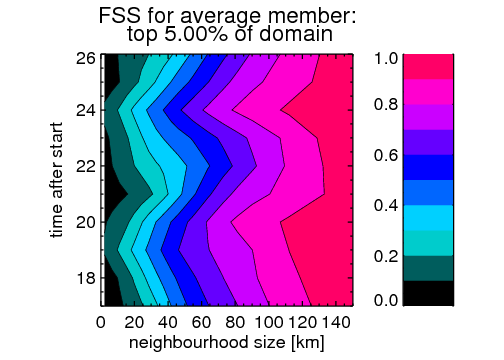 FSS for average member:
top 5.00% of domain
time after start
26
24
22
20
18
0 20 40 60 80 100 120 140
neighbourhood size [km]
1.0
0.8
0.6
0.4
0.2
0.0